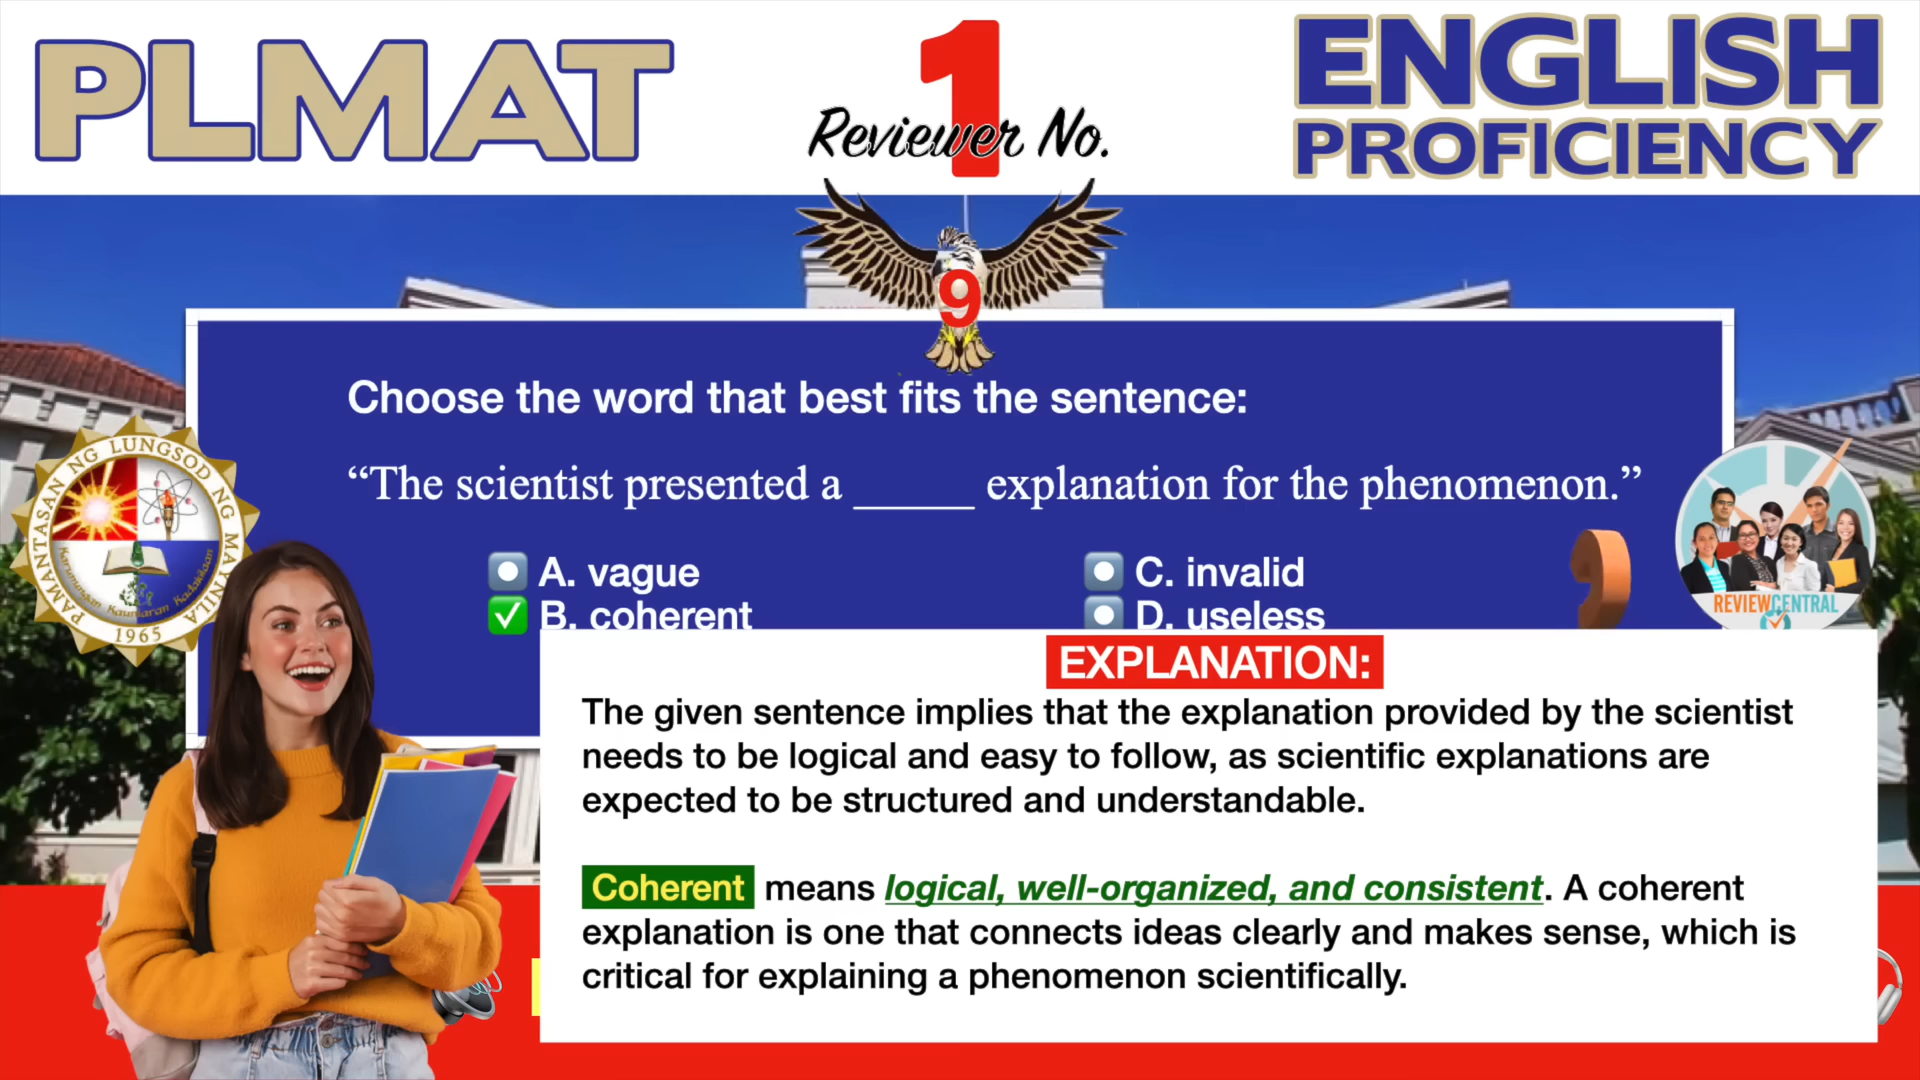 PLMAT
1
Reviewer No.
ENGLISH
PROFICIENCY
9
Choose the word that best fits the sentence:
“The scientist presented a ______ explanation for the phenomenon.”
A. vague
B. coherent
C. invalid
D. useless
PAMANTASAN NG LUNGSOD NG MAYNILA
Karunungan Kaunlaran Kadakilaan
1965
REVIEWCENTRAL
EXPLANATION:
The given sentence implies that the explanation provided by the scientist
needs to be logical and easy to follow, as scientific explanations are
expected to be structured and understandable.
Coherent means logical, well-organized, and consistent. A coherent
explanation is one that connects ideas clearly and makes sense, which is
critical for explaining a phenomenon scientifically.